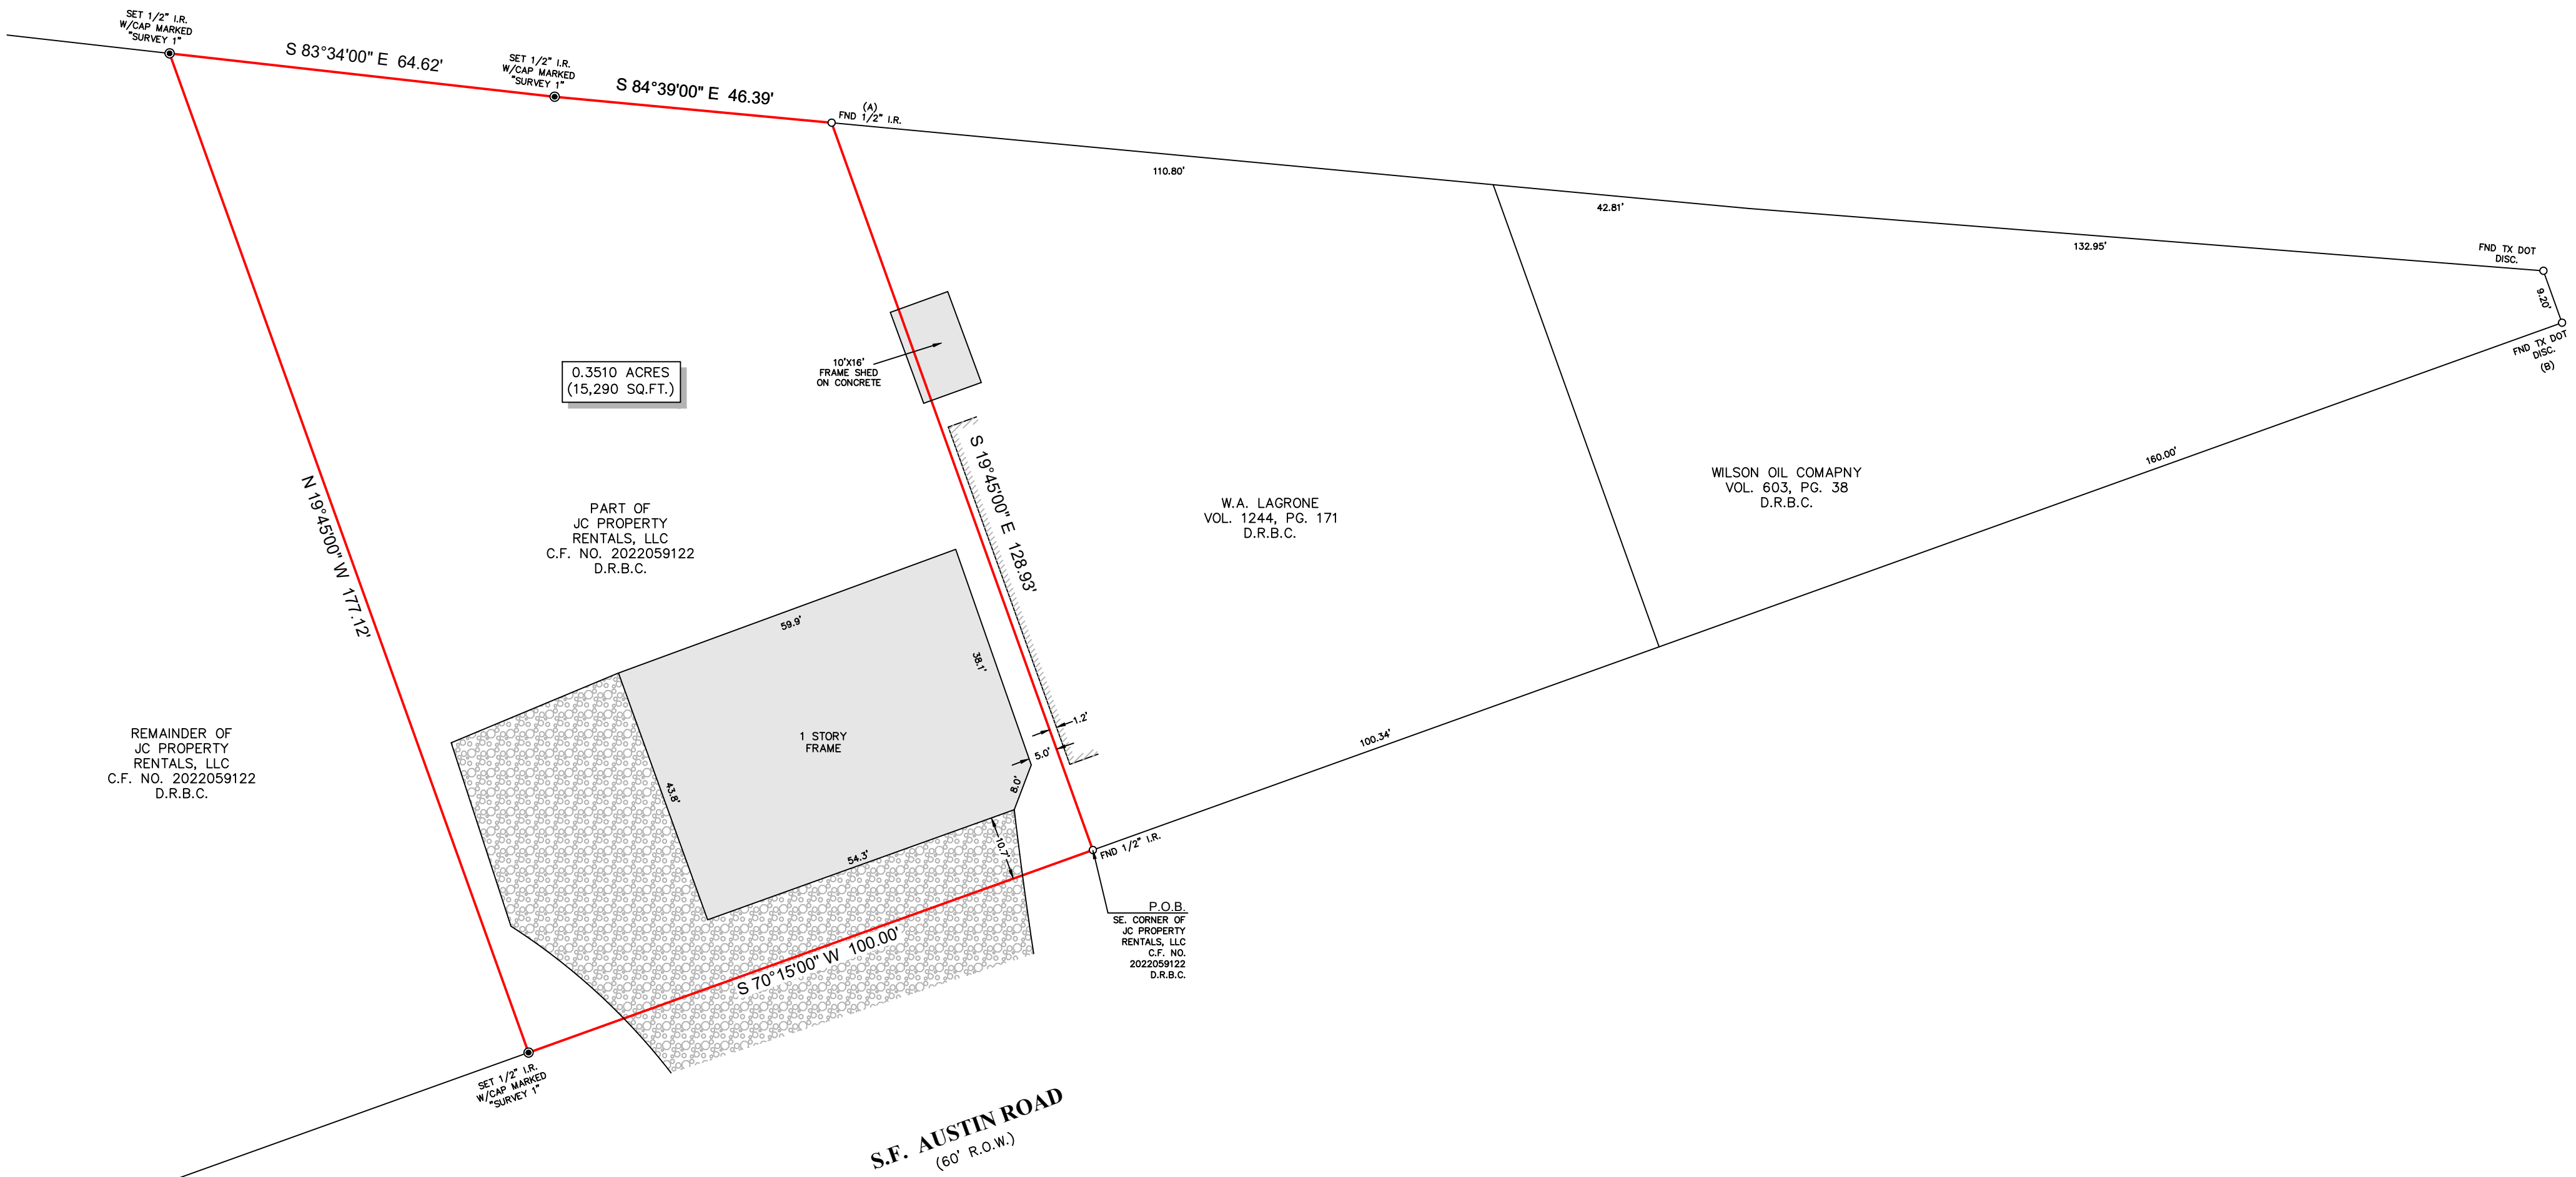 SET 1/2" I.R.
W/CAP MARKED
"SURVEY 1"
S 83°34'00" E 64.62'
SET 1/2" I.R.
W/CAP MARKED
"SURVEY 1"
S 84°39'00" E 46.39'
(A)
FND 1/2" I.R.
110.80'
42.81'
132.95'
FND TX DOT
DISC.
9.20'
FND TX DOT
DISC.
(B)
0.3510 ACRES
(15,290 SQ.FT.)
10'X16'
FRAME SHED
ON CONCRETE
N 19°45'00" W 177.12'
S 19°45'00" E 128.93'
PART OF
JC PROPERTY
RENTALS, LLC
C.F. NO. 2022059122
D.R.B.C.
W.A. LAGRONE
VOL. 1244, PG. 171
D.R.B.C.
WILSON OIL COMAPNY
VOL. 603, PG. 38
D.R.B.C.
160.00'
59.9'
38.1'
1 STORY
FRAME
1.2'
5.0'
8.0'
43.8'
54.3'
10.7'
100.34'
REMAINDER OF
JC PROPERTY
RENTALS, LLC
C.F. NO. 2022059122
D.R.B.C.
FND 1/2" I.R.
P.O.B.
SE. CORNER OF
JC PROPERTY
RENTALS, LLC
C.F. NO.
2022059122
D.R.B.C.
S 70°15'00" W 100.00'
SET 1/2" I.R.
W/CAP MARKED
"SURVEY 1"
S.F. AUSTIN ROAD
(60' R.O.W.)